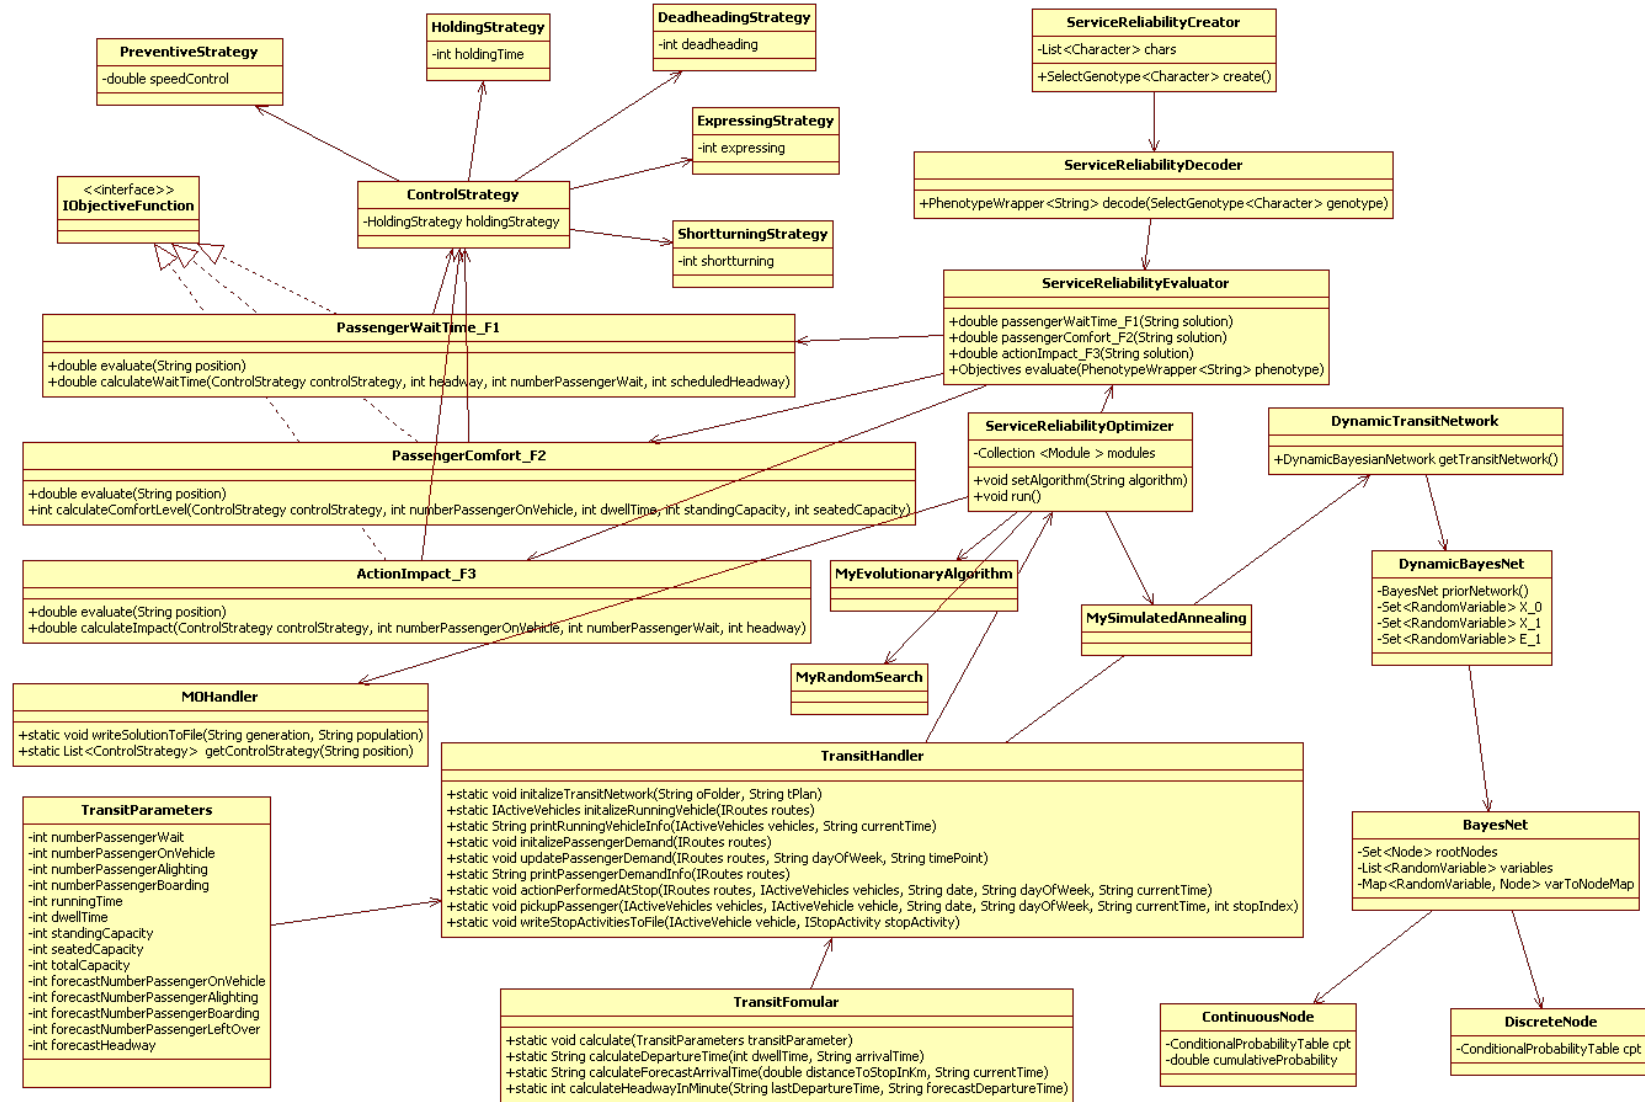 HoldingStrategy
-int holdingTime
DeadheadingStrategy
-int deadheading
ServiceReliabilityCreator
-List<Character> chars
+SelectGenotype<Character> create()
PreventiveStrategy
-double speedControl
ExpressingStrategy
-int expressing
ServiceReliabilityDecoder
+PhenotypeWrapper<String> decode(SelectGenotype<Character> genotype)
<<interface>>
IObjectiveFunction
ControlStrategy
-HoldingStrategy holdingStrategy
ShortturningStrategy
-int shortturning
ServiceReliabilityEvaluator
+double passengerWaitTime_F1(String solution)
+double passengerComfort_F2(String solution)
+double actionImpact_F3(String solution)
+Objectives evaluate(PhenotypeWrapper<String> phenotype)
PassengerWaitTime_F1
+double evaluate(String position)
+double calculateWaitTime(ControlStrategy controlStrategy, int headway, int numberPassengerWait, int scheduledHeadway)
ServiceReliabilityOptimizer
-Collection <Module > modules
+void setAlgorithm(String algorithm)
+void run()
DynamicTransitNetwork
+DynamicBayesianNetwork getTransitNetwork()
PassengerComfort_F2
+double evaluate(String position)
+int calculateComfortLevel(ControlStrategy controlStrategy, int numberPassengerOnVehicle, int dwellTime, int standingCapacity, int seatedCapacity)
ActionImpact_F3
+double evaluate(String position)
+double calculateImpact(ControlStrategy controlStrategy, int numberPassengerOnVehicle, int numberPassengerWait, int headway)
MyEvolutionaryAlgorithm
MySimulatedAnnealing
DynamicBayesNet
-BayesNet priorNetwork()
-Set<RandomVariable> X_0
-Set<RandomVariable> X_1
-Set<RandomVariable> E_1
MyRandomSearch
MOHandler
+static void writeSolutionToFile(String generation, String population)
+static List<ControlStrategy> getControlStrategy(String position)
TransitHandler
+static void initalizeTransitNetwork(String oFolder, String tPlan)
+static IActiveVehicles initalizeRunningVehicle(IRoutes routes)
+static String printRunningVehicleInfo(IActiveVehicles vehicles, String currentTime)
+static void initalizePassengerDemand(IRoutes routes)
+static void updatePassengerDemand(IRoutes routes, String dayOfWeek, String timePoint)
+static String printPassengerDemandInfo(IRoutes routes)
+static void actionPerformedAtStop(IRoutes routes, IActiveVehicles vehicles, String date, String dayOfWeek, String currentTime)
+static void pickupPassenger(IActiveVehicles vehicles, IActiveVehicle vehicle, String date, String dayOfWeek, String currentTime, int stopIndex)
+static void writeStopActivitiesToFile(IActiveVehicle vehicle, IStopActivity stopActivity)
TransitParameters
-int numberPassengerWait
-int numberPassengerOnVehicle
-int numberPassengerAlighting
-int numberPassengerBoarding
-int runningTime
-int dwellTime
-int standingCapacity
-int seatedCapacity
-int totalCapacity
-int forecastNumberPassengerOnVehicle
-int forecastNumberPassengerAlighting
-int forecastNumberPassengerBoarding
-int forecastNumberPassengerLeftOver
-int forecastHeadway
BayesNet
-Set<Node> rootNodes
-List<RandomVariable> variables
-Map<RandomVariable, Node> varToNodeMap
TransitFomular
+static void calculate(TransitParameters transitParameter)
+static String calculateDepartureTime(int dwellTime, String arrivalTime)
+static String calculateForecastArrivalTime(double distanceToStopInKm, String currentTime)
+static int calculateHeadwayInMinute(String lastDepartureTime, String forecastDepartureTime)
ContinuousNode
-ConditionalProbabilityTable cpt
-double cumulativeProbability
DiscreteNode
-ConditionalProbabilityTable cpt